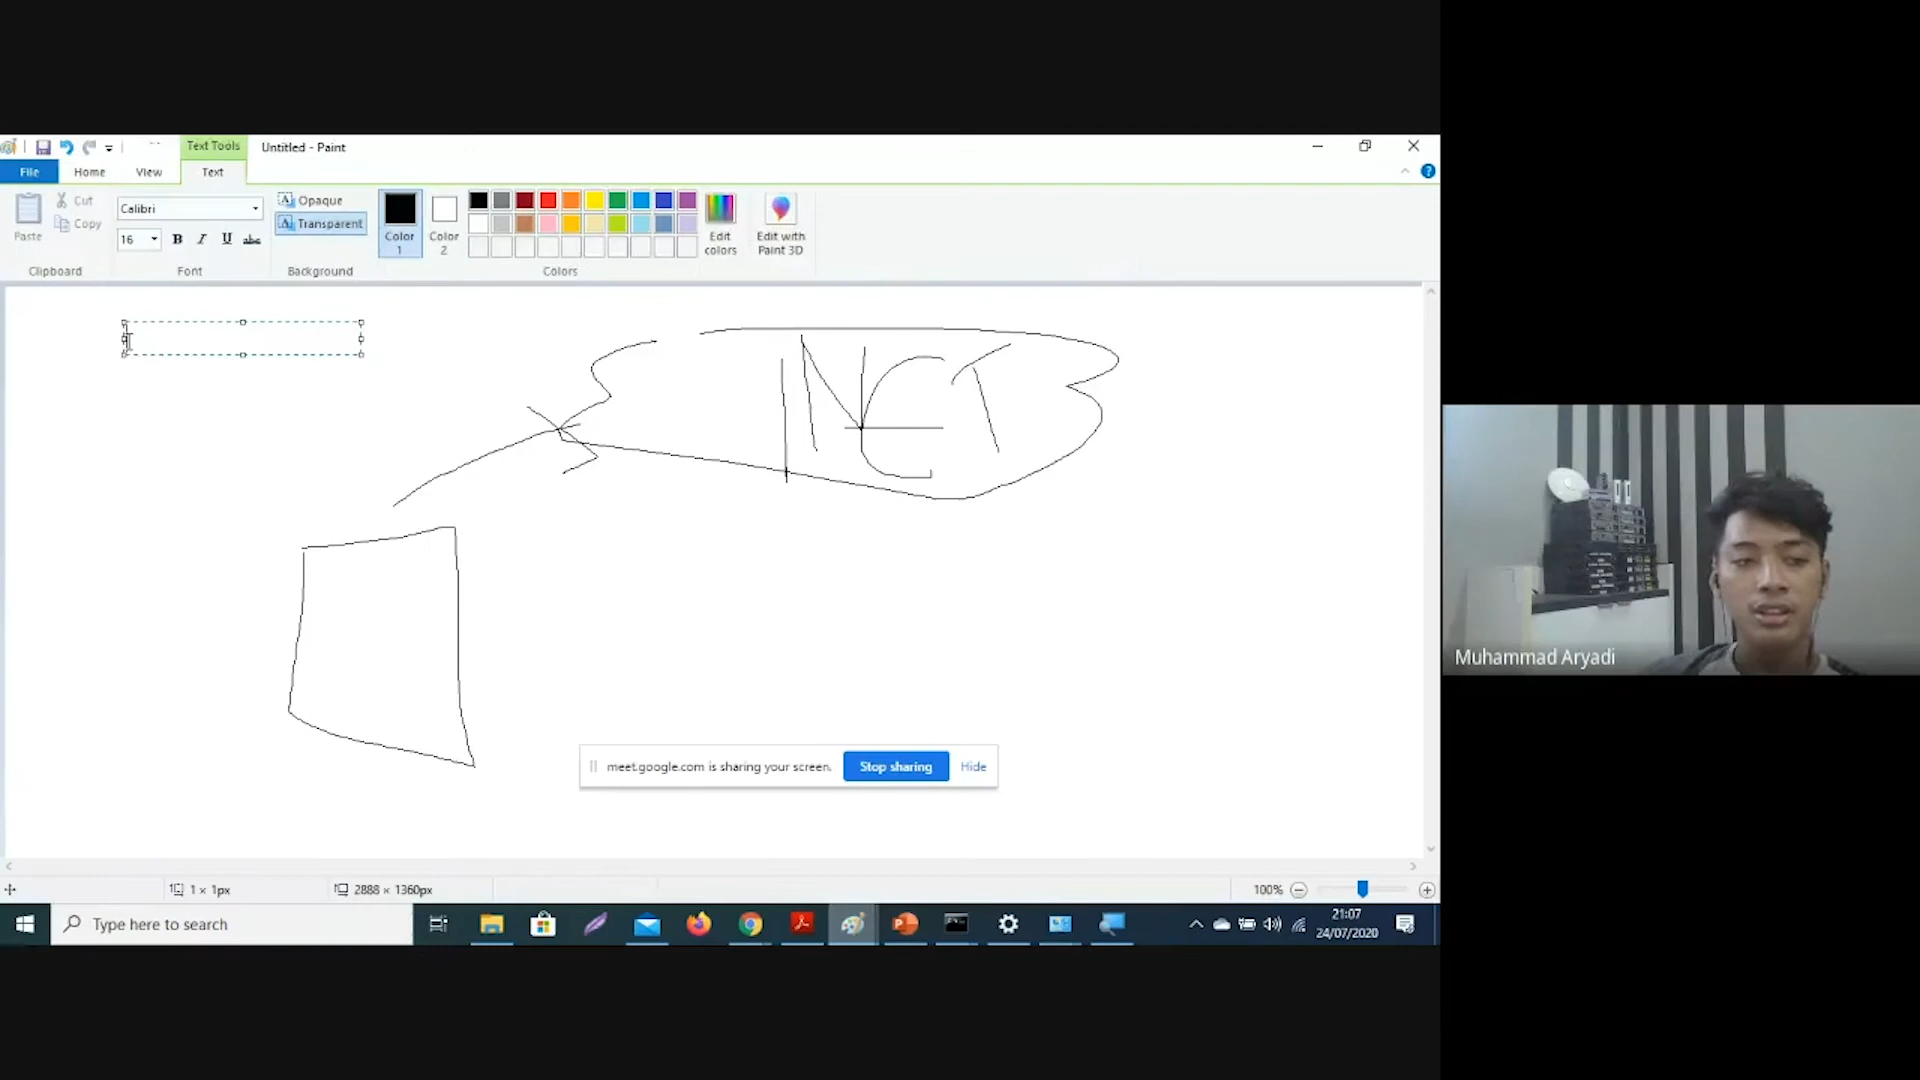 Text Tools
Untitled - Paint
File
Home
View
Text
Paste
Cut
Copy
Clipboard
Calibri
16
B I U abc
Font
Opaque
Transparent
Background
Color 1
Color 2
Edit colors
Edit with Paint 3D
Colors
INET
meet.google.com is sharing your screen.
Stop sharing
Hide
Muhammad Aryadi
1 × 1px
2888 × 1360px
100%
Type here to search
21:07
24/07/2020